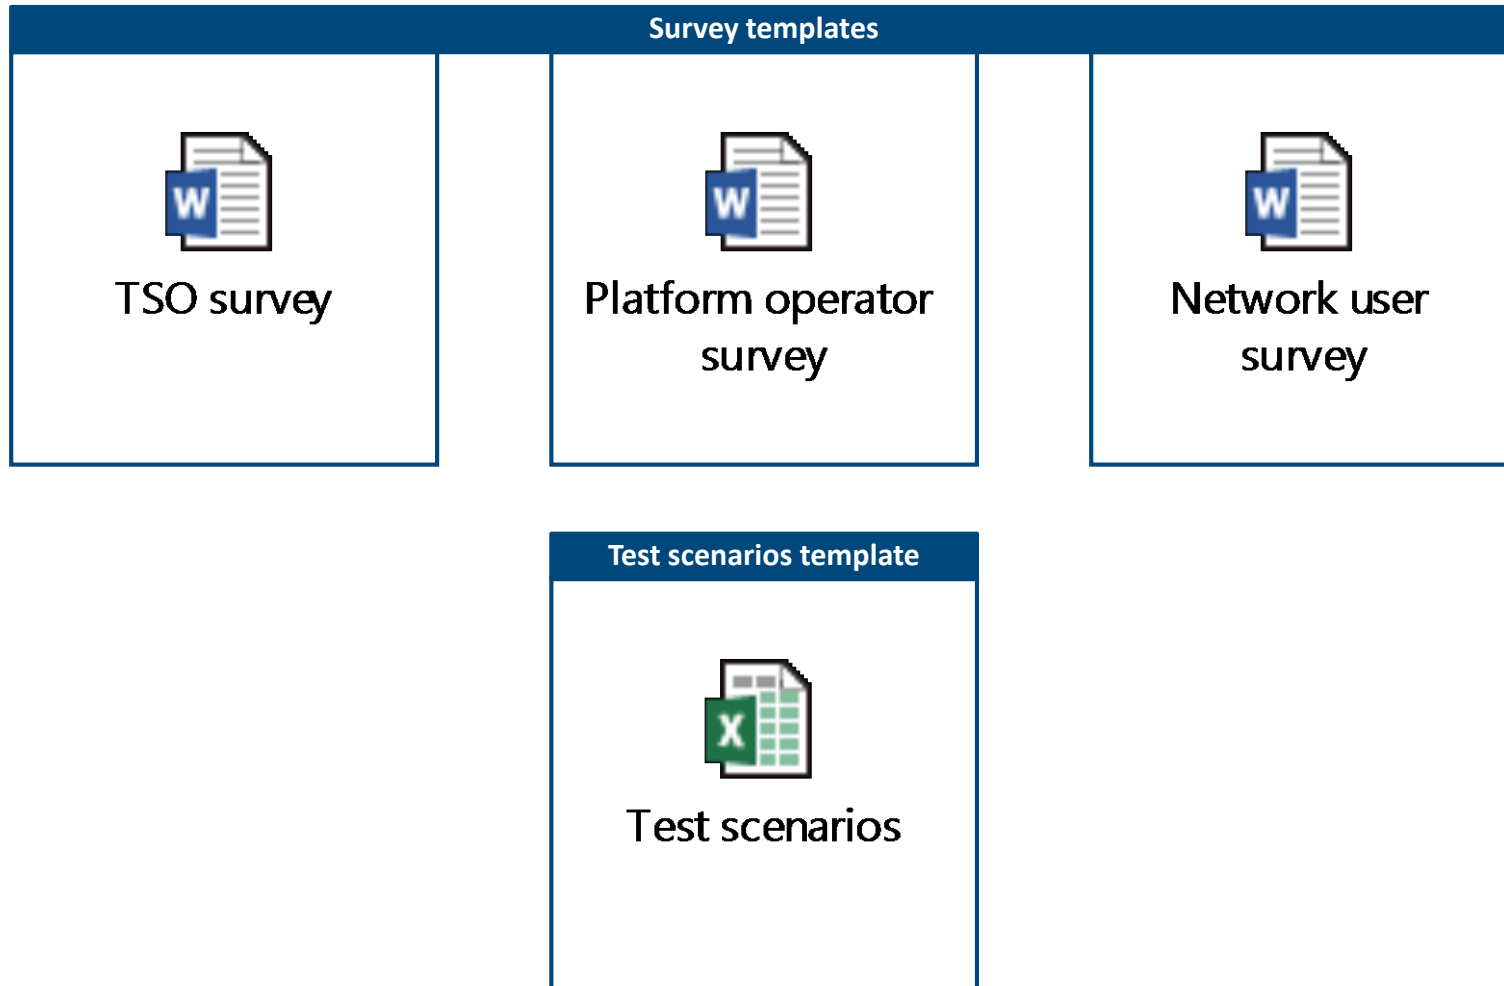 Survey templates
W
W
W
TSO survey
Platform operator
survey
Network user
survey
Test scenarios template
X
Test scenarios